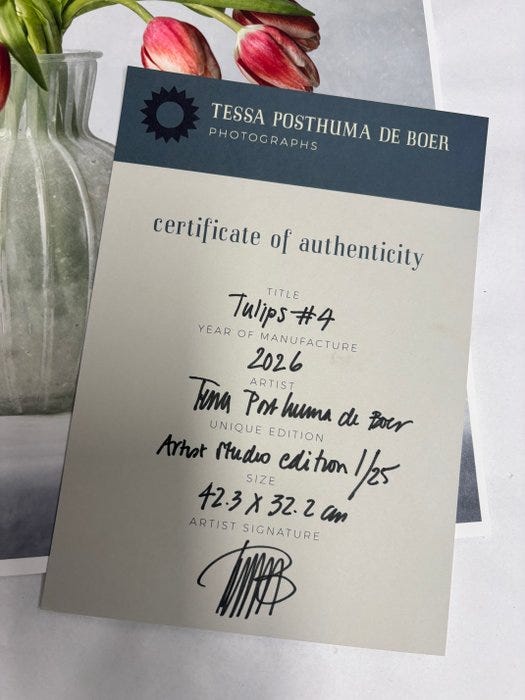 TESSA POSTHUMA DE BOER
PHOTOGRAPHS
certificate of authenticity
TITLE
Tulips #4
YEAR OF MANUFACTURE
2026
ARTIST
Tessa Posthuma de Boer
UNIQUE EDITION
Artist Studio edition 1/25
SIZE
42.3 X 32.2 cm
ARTIST SIGNATURE